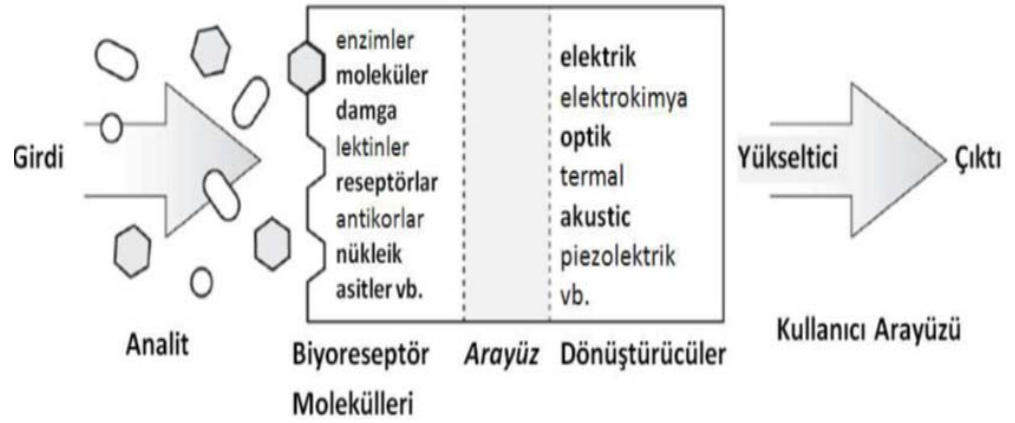 Girdi
enzimler
moleküler
damga
lektinler
reseptörlar
antikorlar
nükleik
asitler vb.
elektrik
elektrokimya
optik
termal
akustic
piezolektrik
vb.
Yükseltici
Çıktı
Analit
Biyoreseptör
Molekülleri
Arayüz
Dönüştürücüler
Kullanıcı Arayüzü